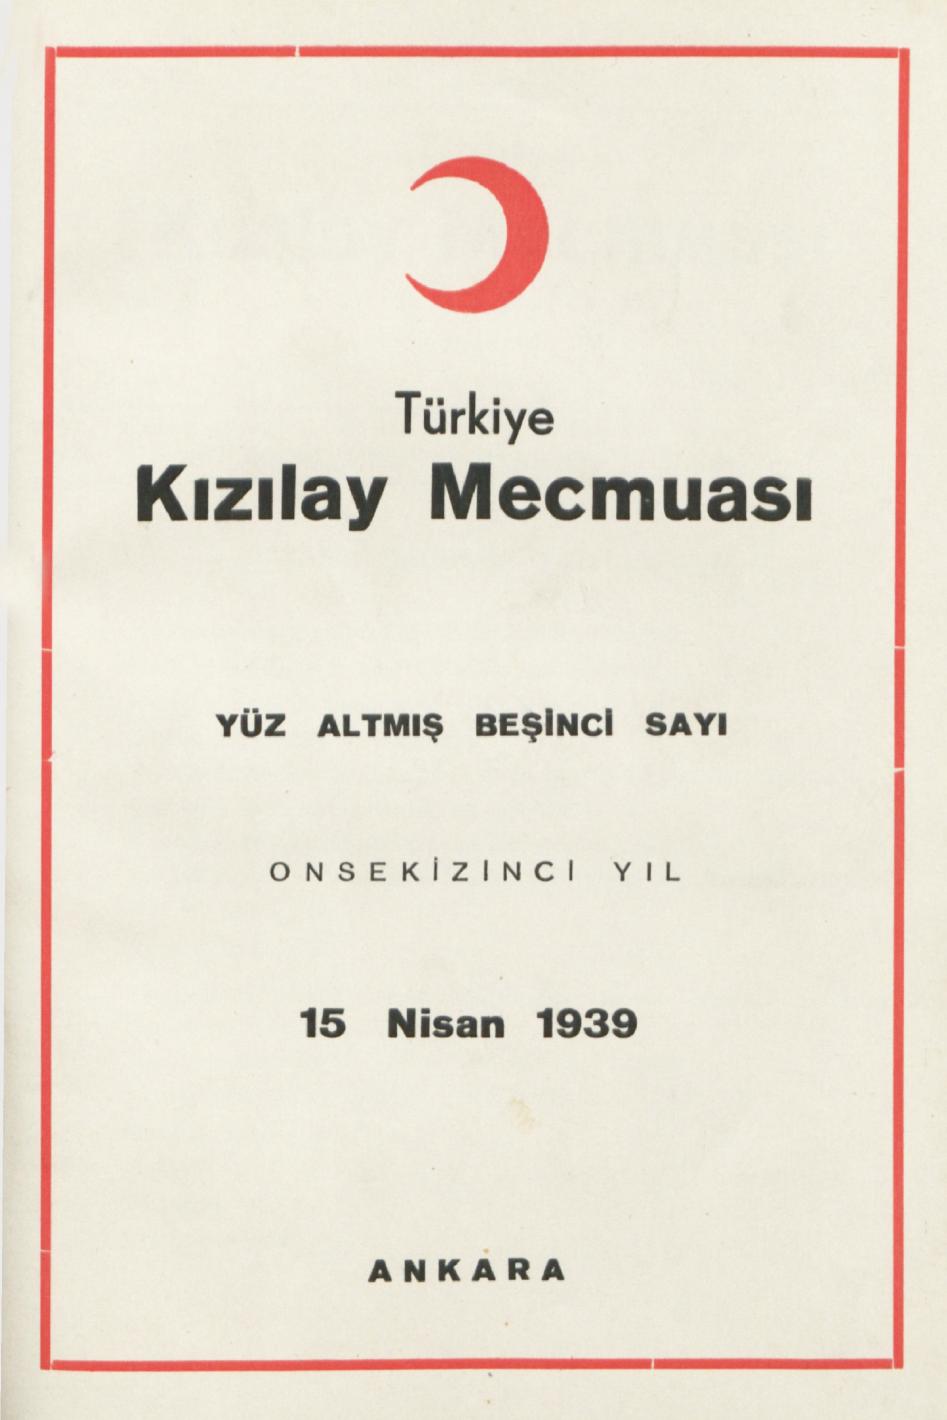 Türkiye
Kızılay Mecmuası
YÜZ ALTMIŞ BEŞİNCİ SAYI
ONSEKİZİNCİ YIL
15 Nisan 1939
ANKARA